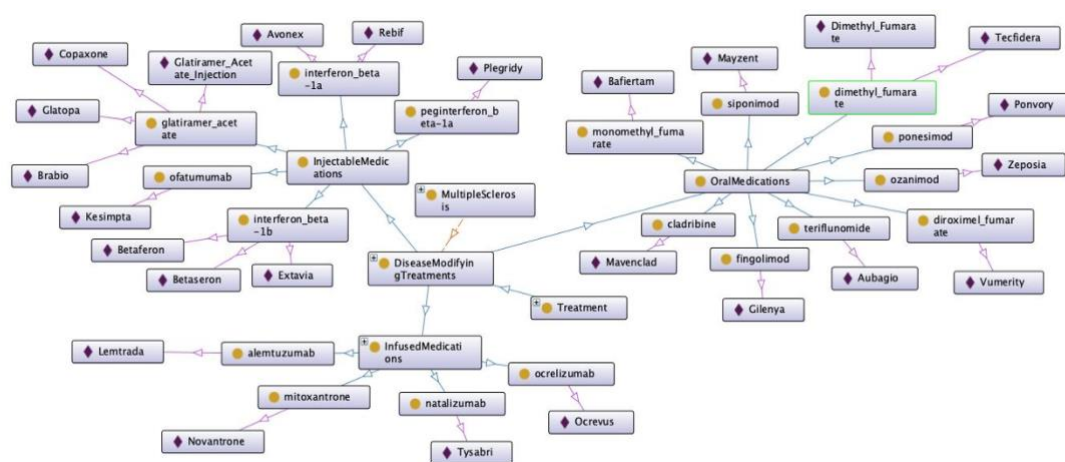 Copaxone
Glatiramer_Acet
ate_Injection
Avonex
Rebif
Glatopa
interferon_beta
-1a
Plegridy
glatiramer_acet
ate
peginterferon_b
eta-1a
Brabio
ofatumumab
InjectableMedic
ations
Kesimpta
interferon_beta
-1b
Betaferon
Betaseron
Extavia
MultipleScleros
is
DiseaseModifyin
gTreatments
Treatment
Lemtrada
alemtuzumab
InfusedMedicati
ons
mitoxantrone
ocrelizumab
natalizumab
Novantrone
Ocrevus
Tysabri
Dimethyl_Fumara
te
Tecfidera
Mayzent
Bafiertam
siponimod
dimethyl_fumara
te
Ponvory
monomethyl_fuma
rate
ponesimod
Zeposia
OralMedications
ozanimod
cladribine
teriflunomide
diroximel_fumar
ate
Mavenclad
fingolimod
Aubagio
Vumerity
Gilenya